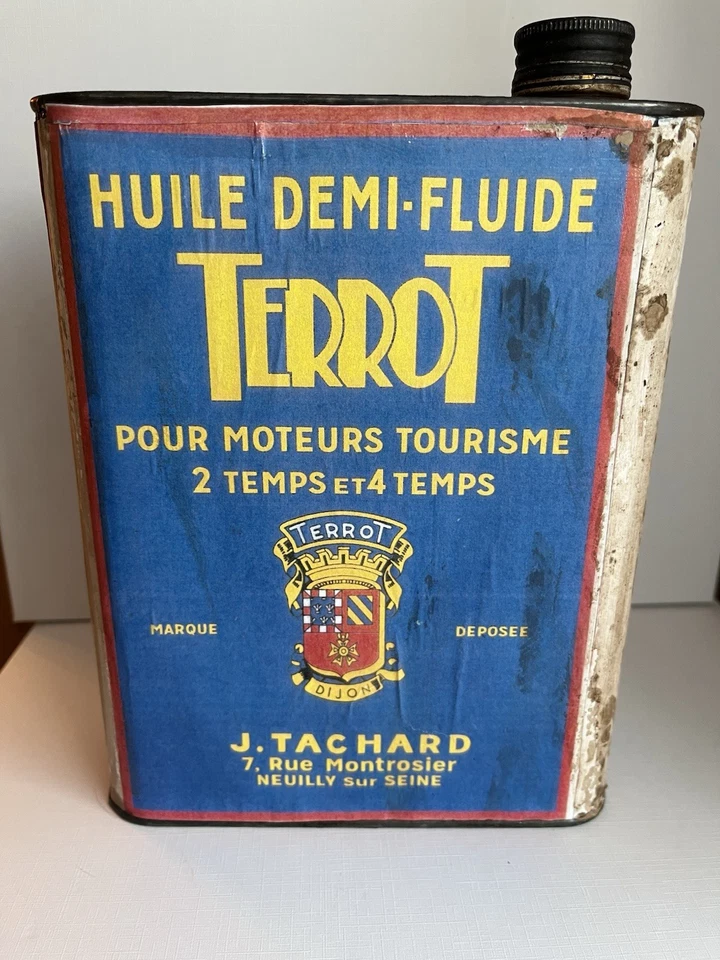 HUILE DEMI-FLUIDE
TERROT
POUR MOTEURS TOURISME
2 TEMPS ET 4 TEMPS
TERROT
MARQUE DEPOSEE
DIJON
J. TACHARD
7, Rue Montrosier
NEUILLY Sur SEINE